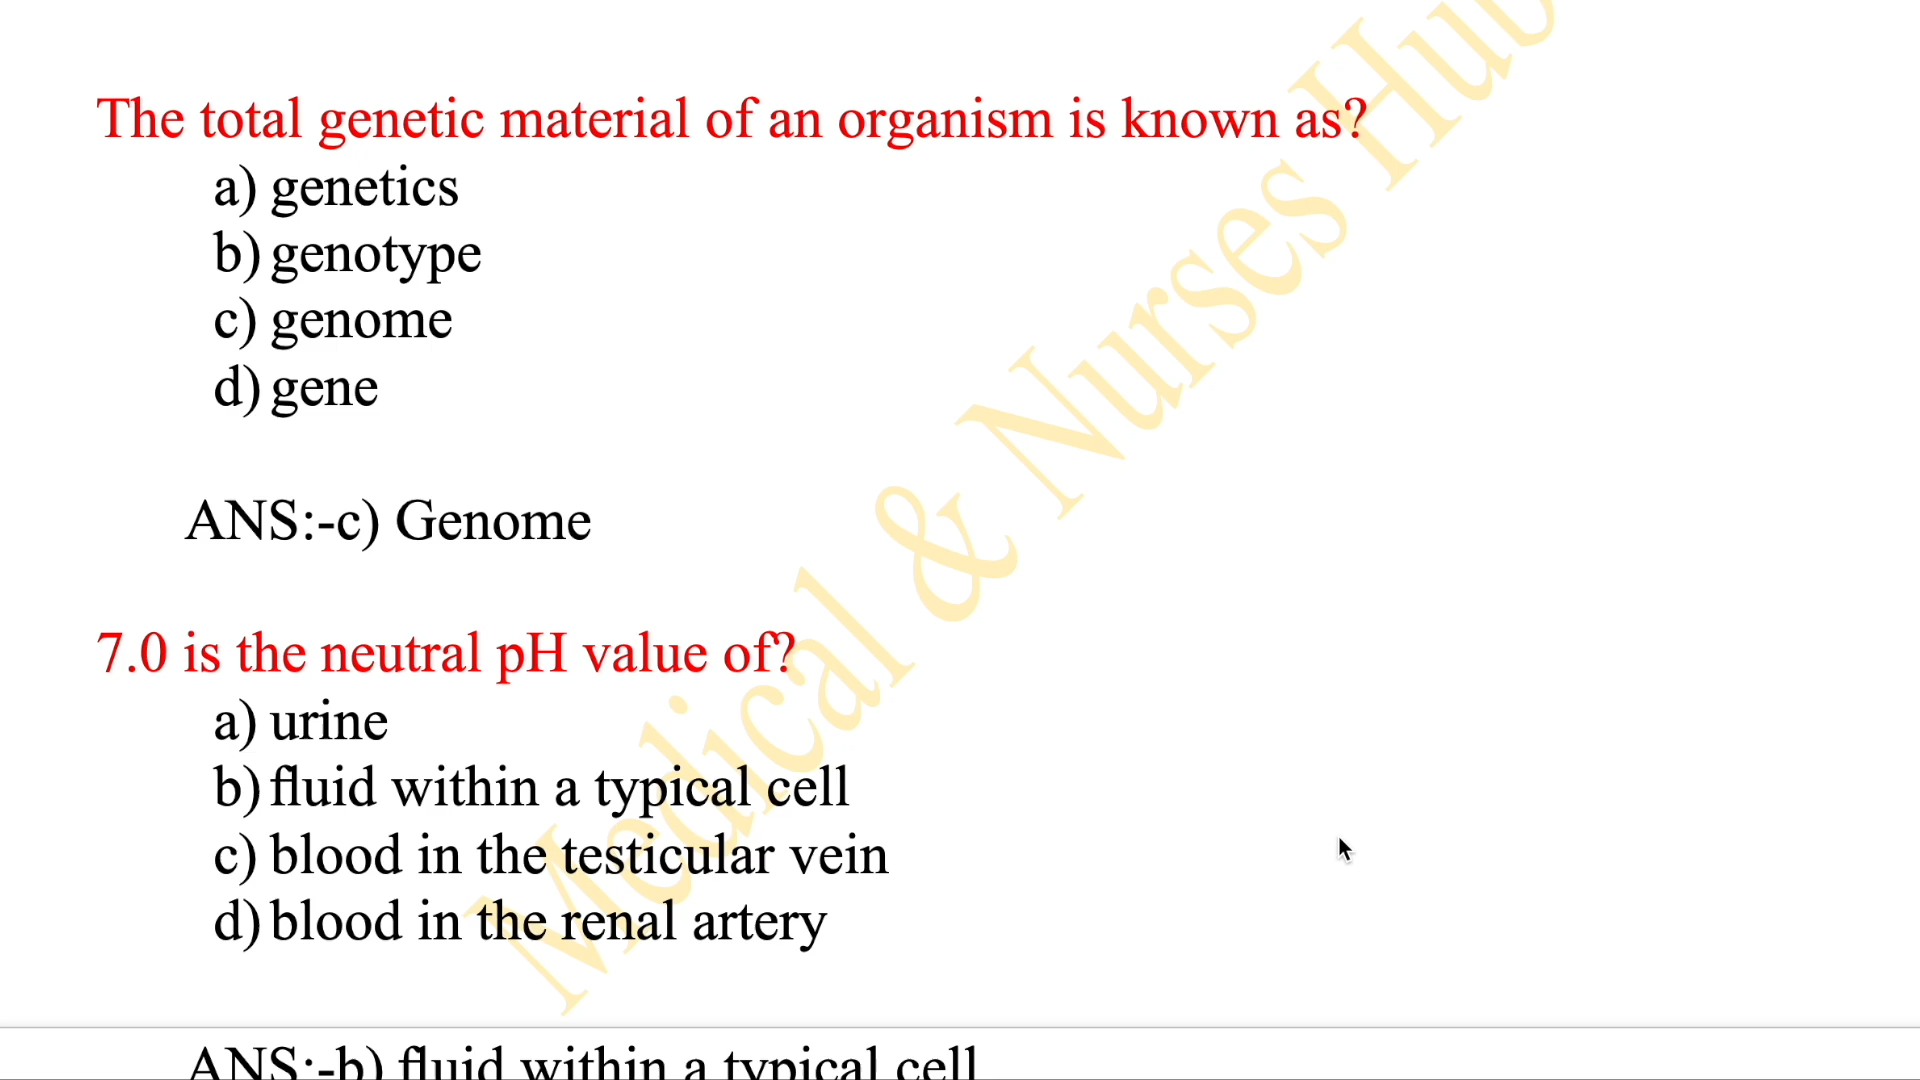 The total genetic material of an organism is known as?
a) genetics
b) genotype
c) genome
d) gene
ANS:-c) Genome
7.0 is the neutral pH value of?
a) urine
b) fluid within a typical cell
c) blood in the testicular vein
d) blood in the renal artery
ANS:-b) fluid within a typical cell
Medical & Nurses Hub